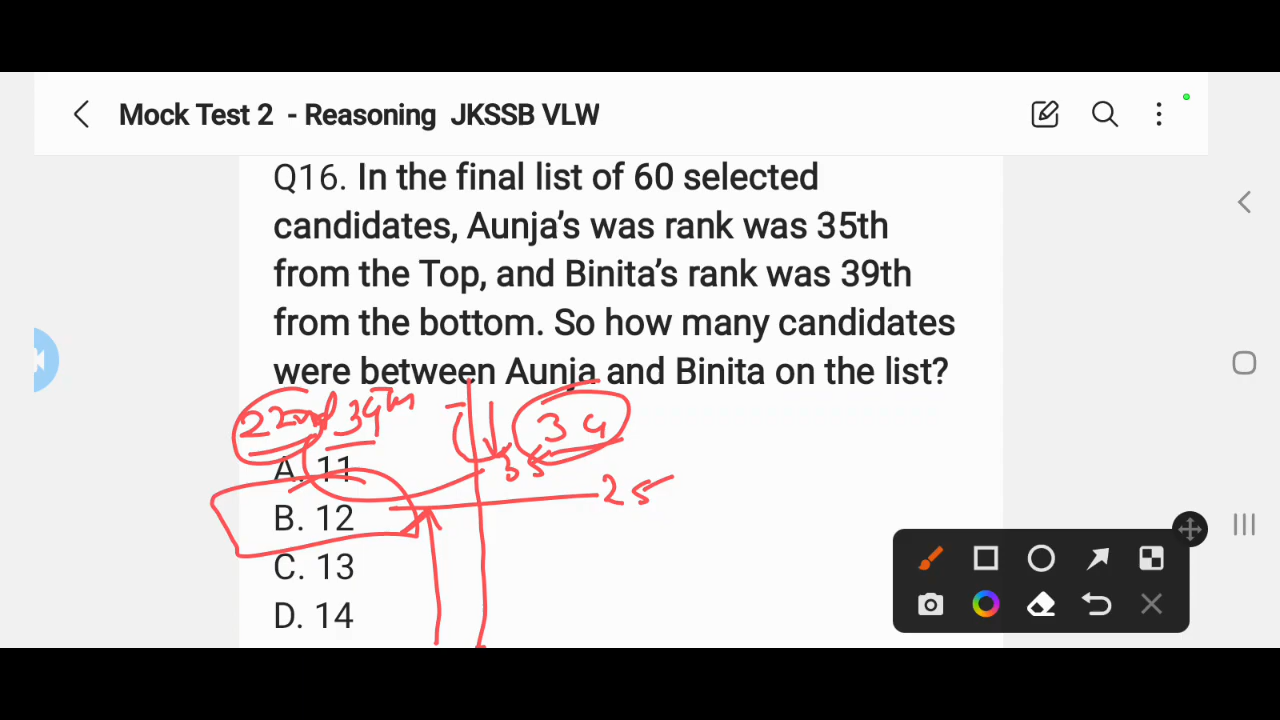 Mock Test 2 - Reasoning JKSSB VLW
Q16. In the final list of 60 selected
candidates, Aunja's was rank was 35th
from the Top, and Binita's rank was 39th
from the bottom. So how many candidates
were between Aunja and Binita on the list?
22nd 34th 34
A. 11 35
25
B. 12
C. 13
D. 14